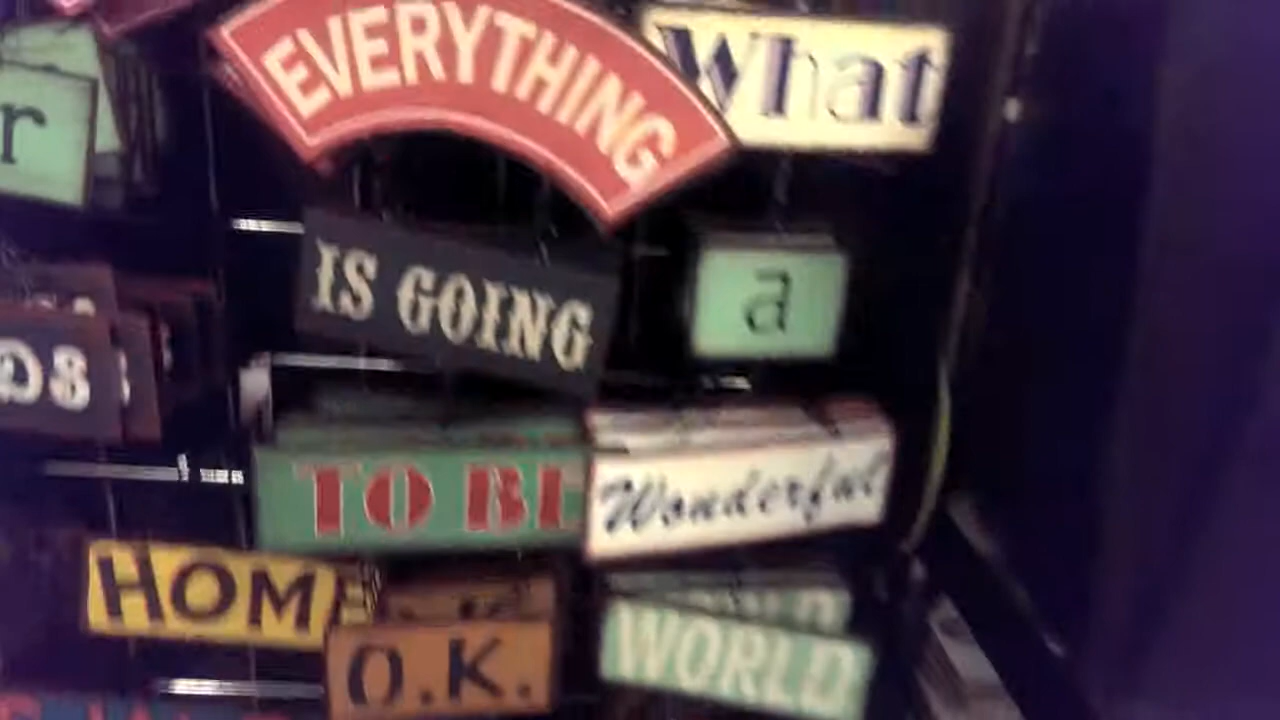 EVERYTHING
IS GOING
TO BE
O.K.
What
a
Wonderful
WORLD
HOME
r